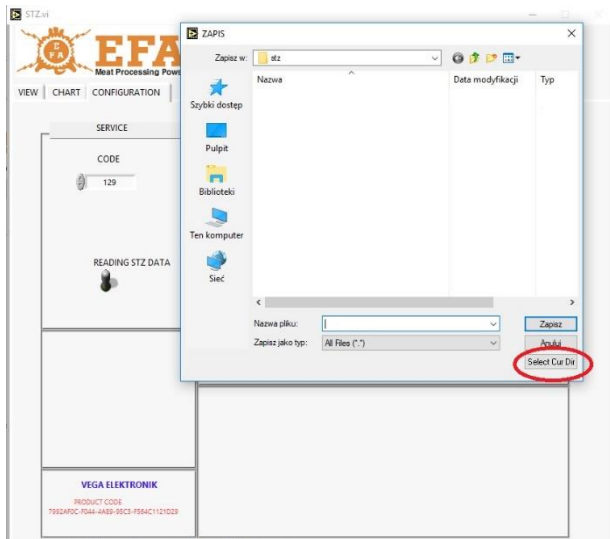 STZ.vi
ZAPIS
EFA
Meat Processing Powe
VIEW CHART CONFIGURATION
Zapisz w: stz
Nazwa Data modyfikacji Typ
Szybki dostęp
Pulpit
Biblioteki
Ten komputer
Sieć
SERVICE
CODE
129
READING STZ DATA
Nazwa pliku:
Zapisz
Zapisz jako typ: All Files (*.*)
Anuluj
Select Cur Dir
VEGA ELEKTRONIK
PRODUCT CODE